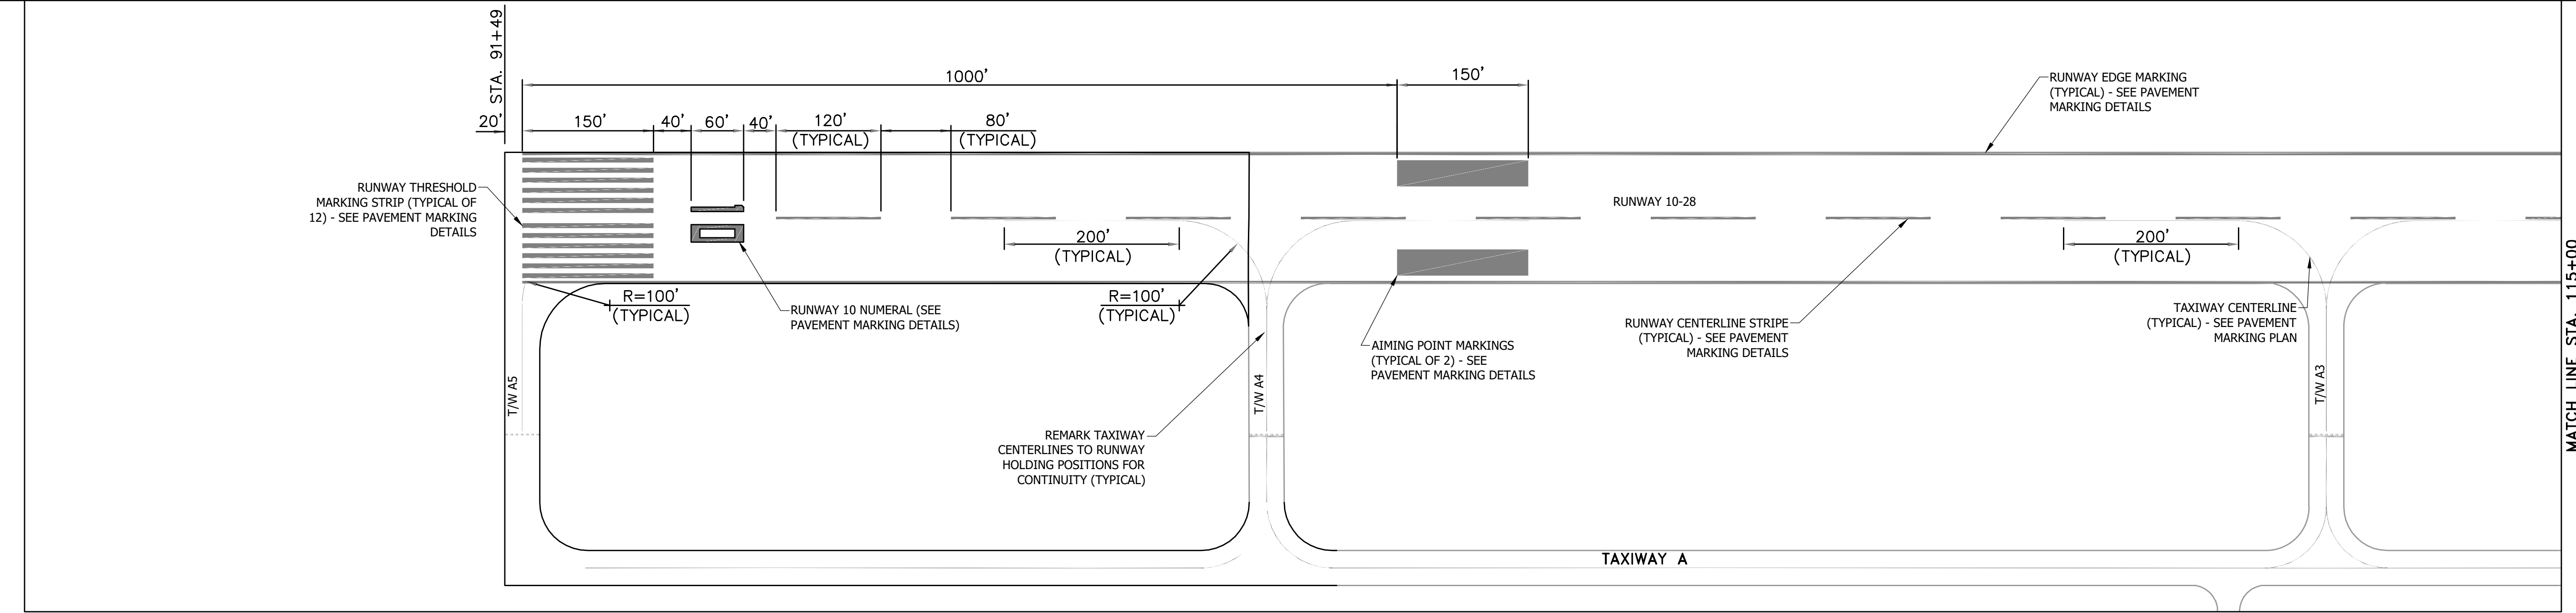 STA. 91+49
1000'
150'
20'
150'
40'
60'
40'
120'
(TYPICAL)
80'
(TYPICAL)
RUNWAY EDGE MARKING
(TYPICAL) - SEE PAVEMENT
MARKING DETAILS
RUNWAY THRESHOLD
MARKING STRIP (TYPICAL OF
12) - SEE PAVEMENT MARKING
DETAILS
RUNWAY 10-28
200'
(TYPICAL)
200'
(TYPICAL)
R=100'
(TYPICAL)
RUNWAY 10 NUMERAL (SEE
PAVEMENT MARKING DETAILS)
R=100'
(TYPICAL)
AIMING POINT MARKINGS
(TYPICAL OF 2) - SEE
PAVEMENT MARKING DETAILS
RUNWAY CENTERLINE STRIPE
(TYPICAL) - SEE PAVEMENT
MARKING DETAILS
TAXIWAY CENTERLINE
(TYPICAL) - SEE PAVEMENT
MARKING PLAN
T/W A5
T/W A4
T/W A3
REMARK TAXIWAY
CENTERLINES TO RUNWAY
HOLDING POSITIONS FOR
CONTINUITY (TYPICAL)
TAXIWAY A
MATCH LINE STA. 115+00